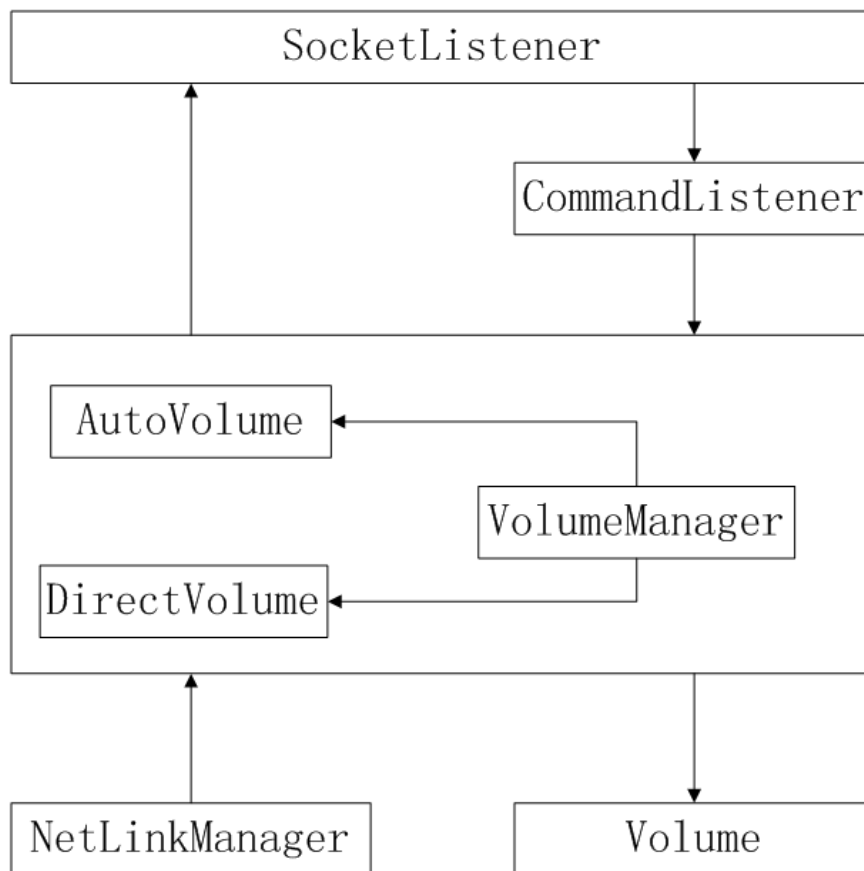 SocketListener
CommandListener
AutoVolume
VolumeManager
DirectVolume
NetLinkManager
Volume